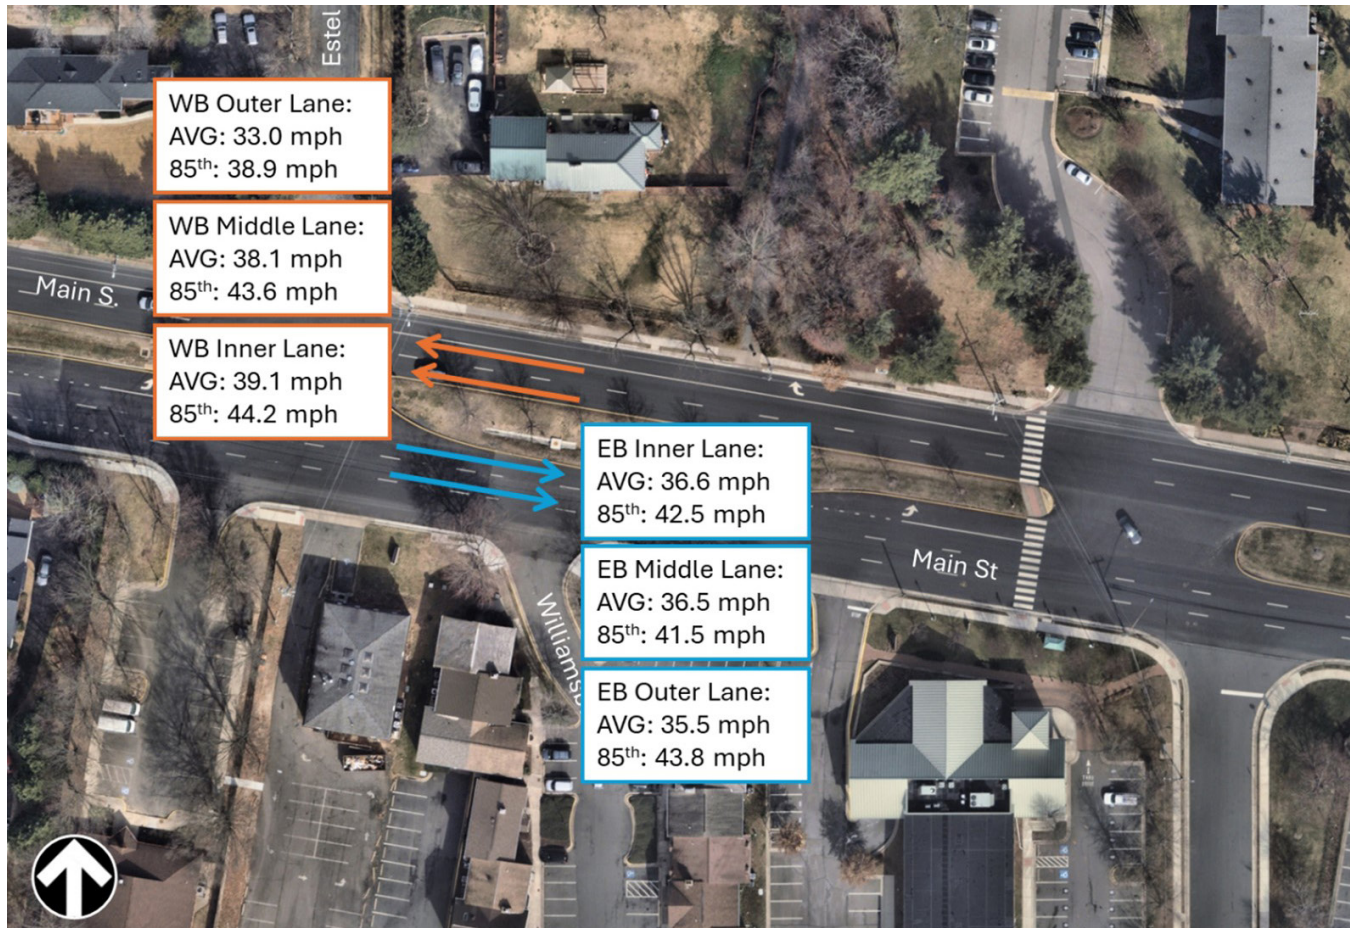 Estel
WB Outer Lane:
AVG: 33.0 mph
85th: 38.9 mph
WB Middle Lane:
AVG: 38.1 mph
85th: 43.6 mph
Main S.
WB Inner Lane:
AVG: 39.1 mph
85th: 44.2 mph
EB Inner Lane:
AVG: 36.6 mph
85th: 42.5 mph
EB Middle Lane:
AVG: 36.5 mph
85th: 41.5 mph
Main St
EB Outer Lane:
AVG: 35.5 mph
85th: 43.8 mph